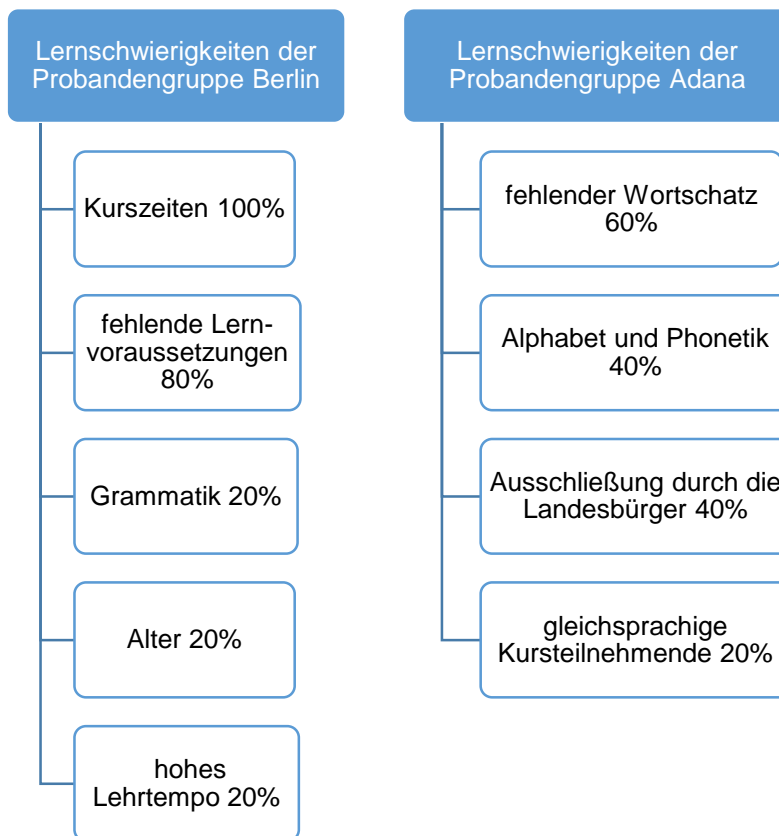 Lernschwierigkeiten der
Probandengruppe Berlin
Kurszeiten 100%
fehlende Lern-
voraussetzungen
80%
Grammatik 20%
Alter 20%
hohes
Lehrtempo 20%
Lernschwierigkeiten der
Probandengruppe Adana
fehlender Wortschatz
60%
Alphabet und Phonetik
40%
Ausschließung durch die
Landesbürger 40%
gleichsprachige
Kursteilnehmende 20%